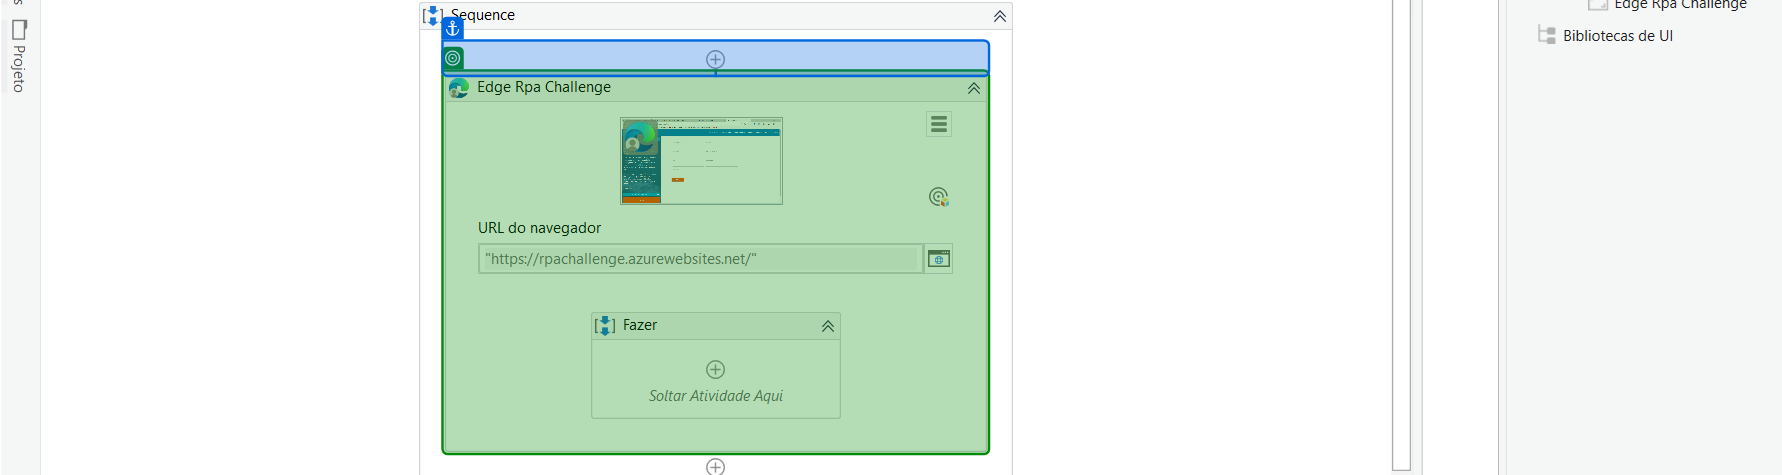 Projeto
Sequence
Edge Rpa Challenge
URL do navegador
"https://rpachallenge.azurewebsites.net/"
Fazer
Soltar Atividade Aqui
Edge Rpa Challenge
Bibliotecas de UI